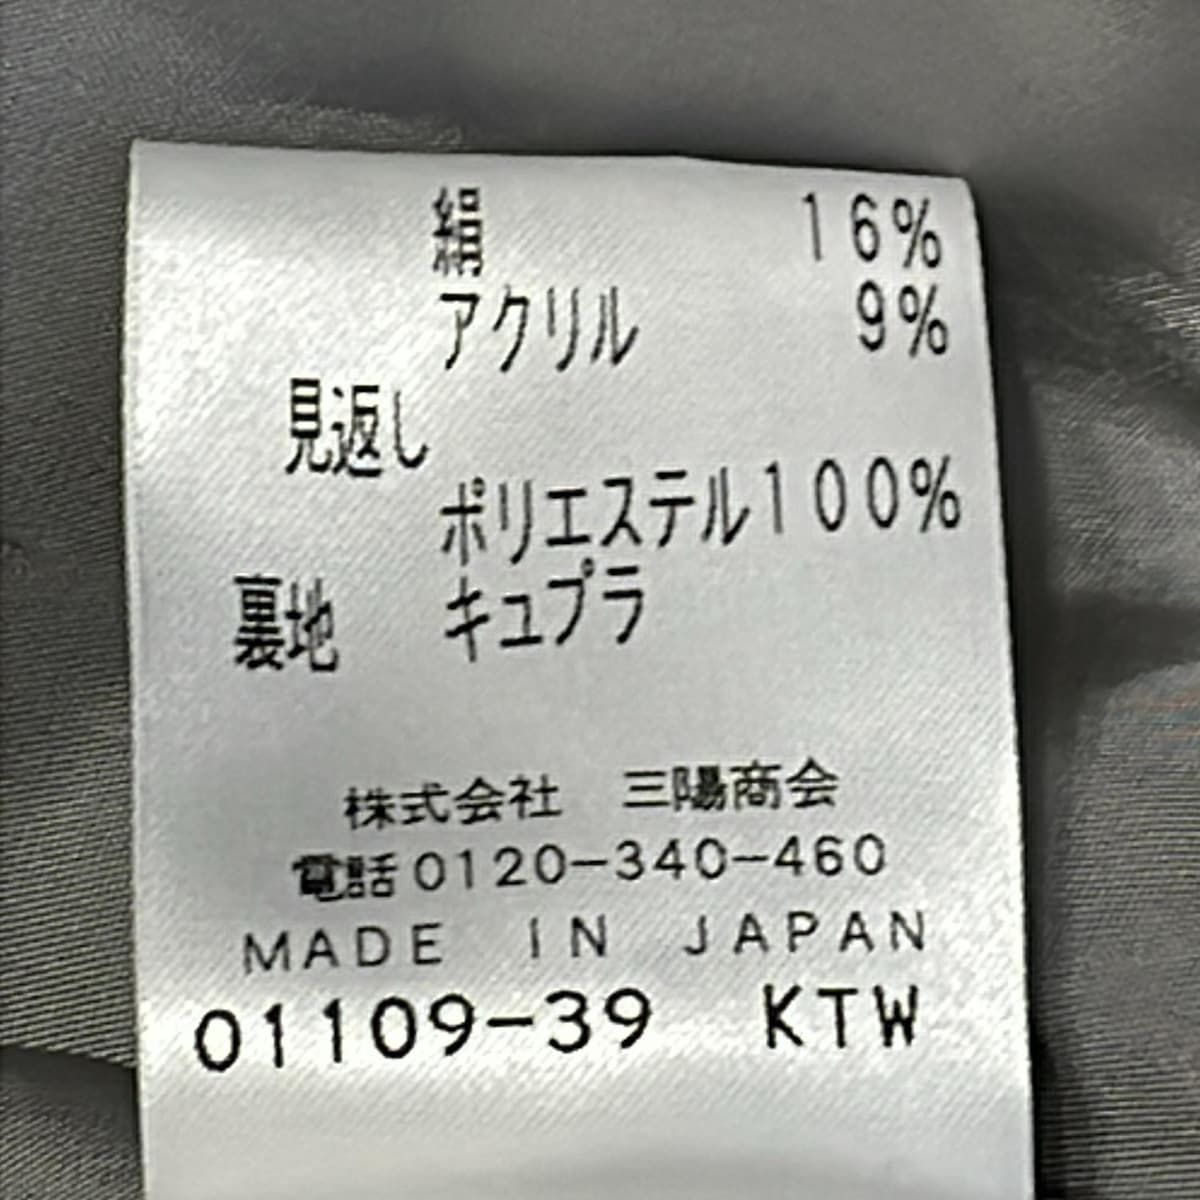 絹 16%
アクリル 9%
見返し
ポリエステル100%
裏地 キュプラ
株式会社 三陽商会
電話0120-340-460
MADE IN JAPAN
01109-39 KTW